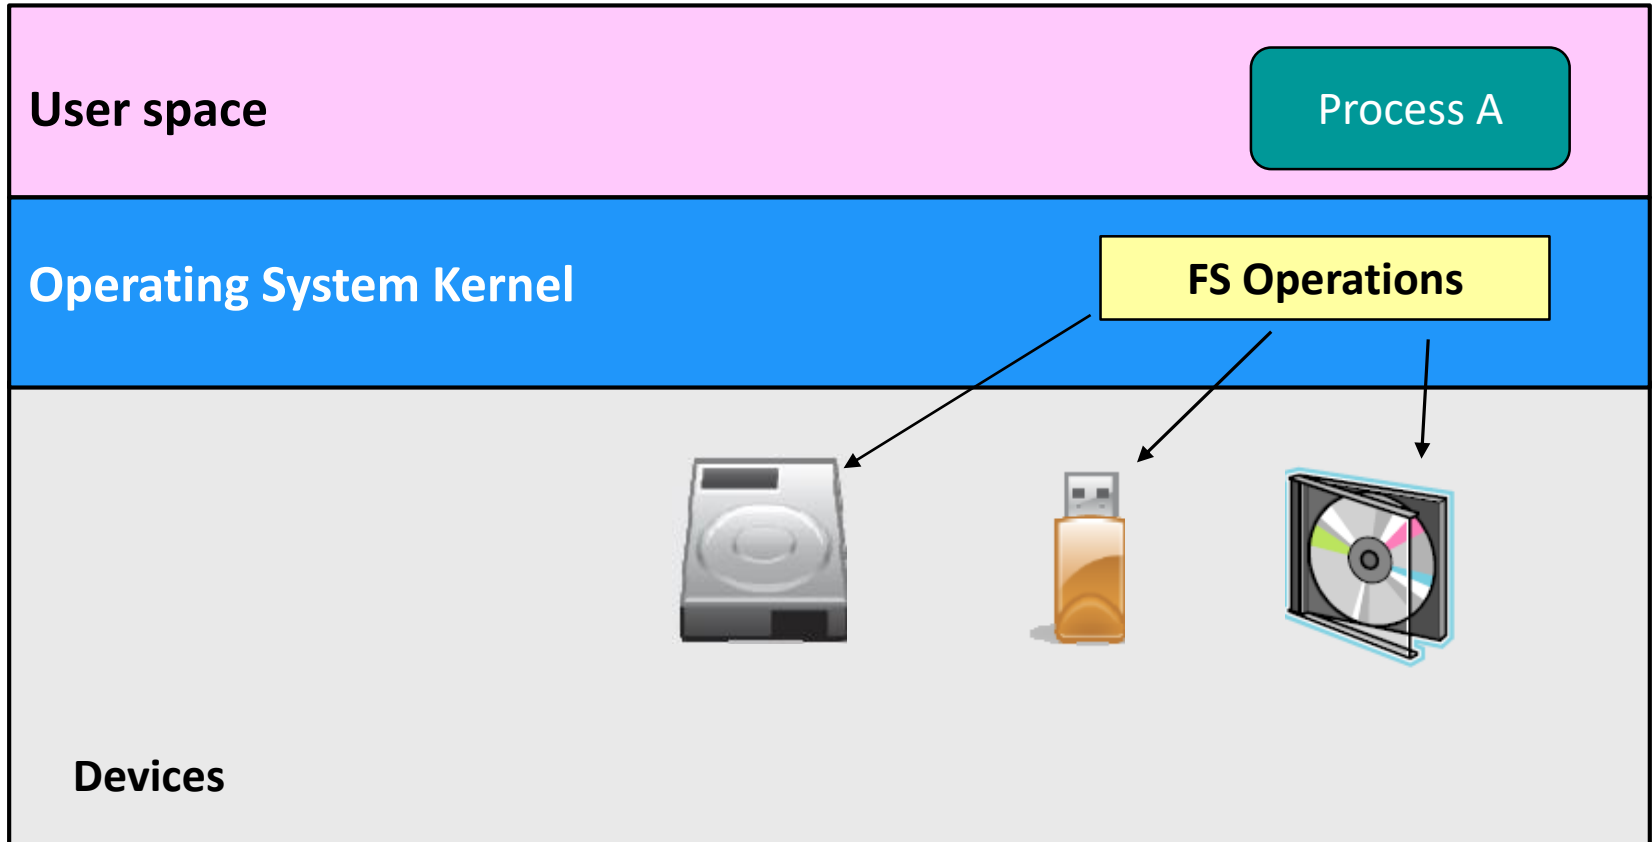 User space
Process A
Operating System Kernel
FS Operations
Devices